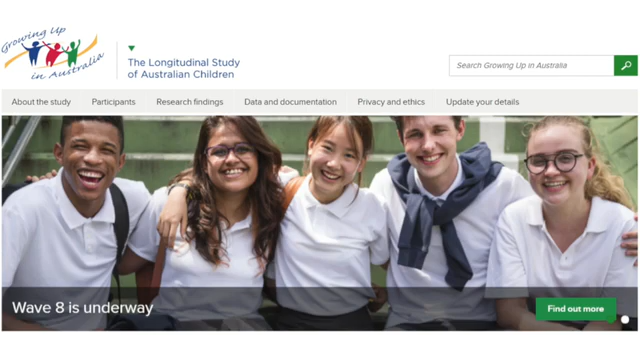 Growing Up
in Australia
The Longitudinal Study
of Australian Children
Search Growing Up in Australia
About the study Participants Research findings Data and documentation Privacy and ethics Update your details
Wave 8 is underway
Find out more